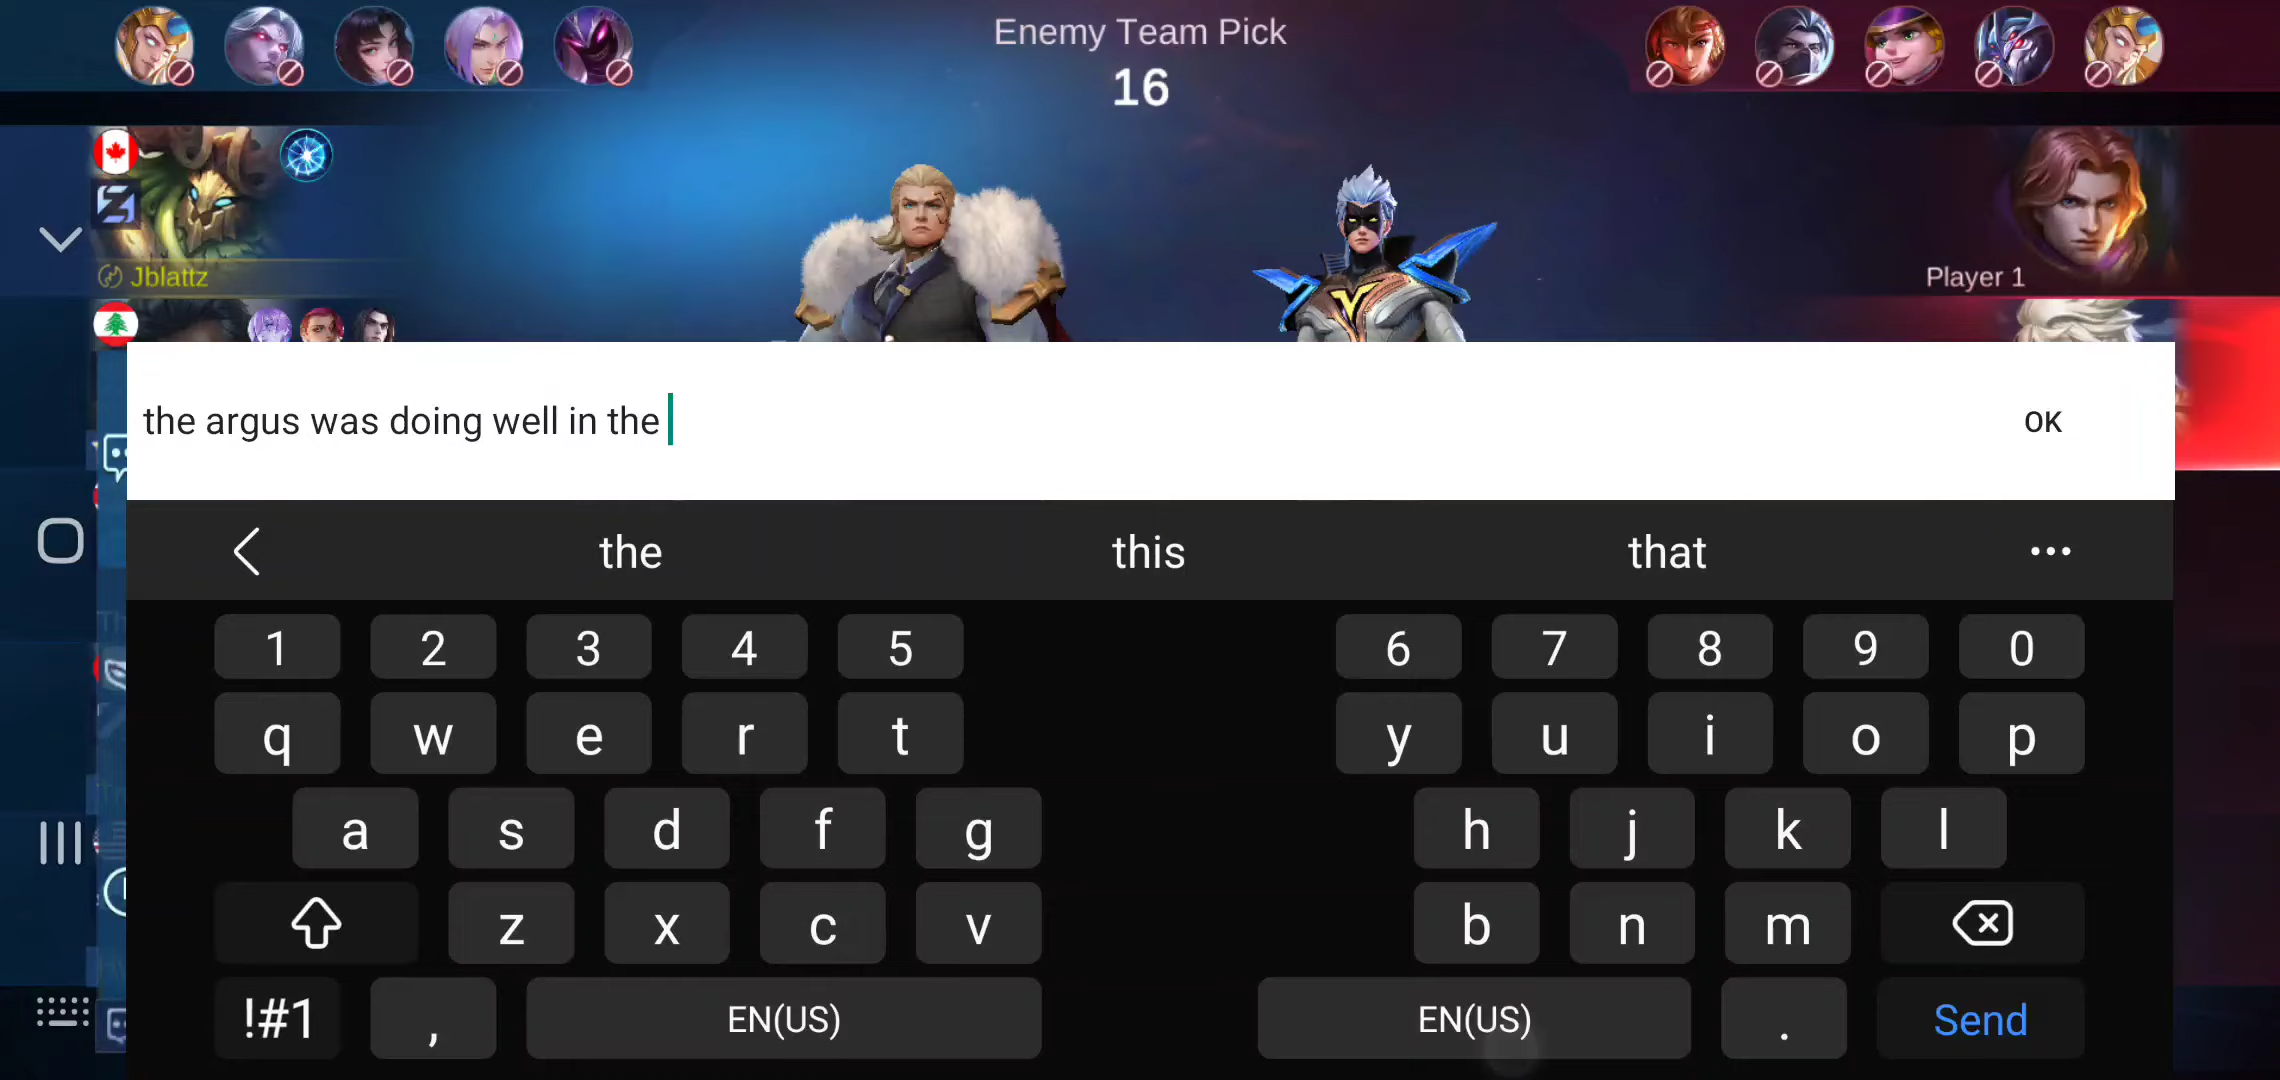 Enemy Team Pick
16
Jblattz
Player 1
the argus was doing well in the
OK
the this that
1 2 3 4 5 6 7 8 9 0
q w e r t y u i o p
a s d f g h j k l
z x c v b n m
!#1 , EN(US) EN(US) . Send